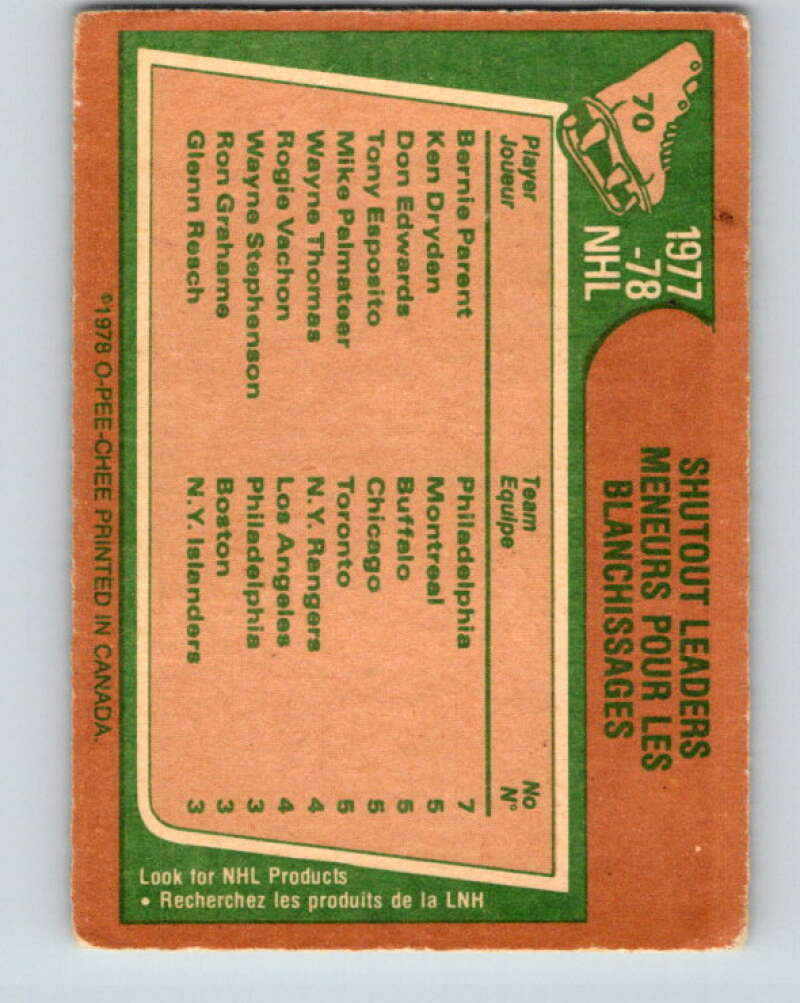 70
1977
-78
NHL
SHUTOUT LEADERS
MENEURS POUR LES
BLANCHISSAGES
Player Team No
Joueur Equipe N°
Bernie Parent Philadelphia 7
Ken Dryden Montreal 5
Don Edwards Buffalo 5
Tony Esposito Chicago 5
Mike Palmateer Toronto 5
Wayne Thomas N.Y. Rangers 4
Rogie Vachon Los Angeles 4
Wayne Stephenson Philadelphia 3
Ron Grahame Boston 3
Glenn Resch N.Y. Islanders 3
Look for NHL Products
• Recherchez les produits de la LNH
©1978 O-PEE-CHEE PRINTED IN CANADA.